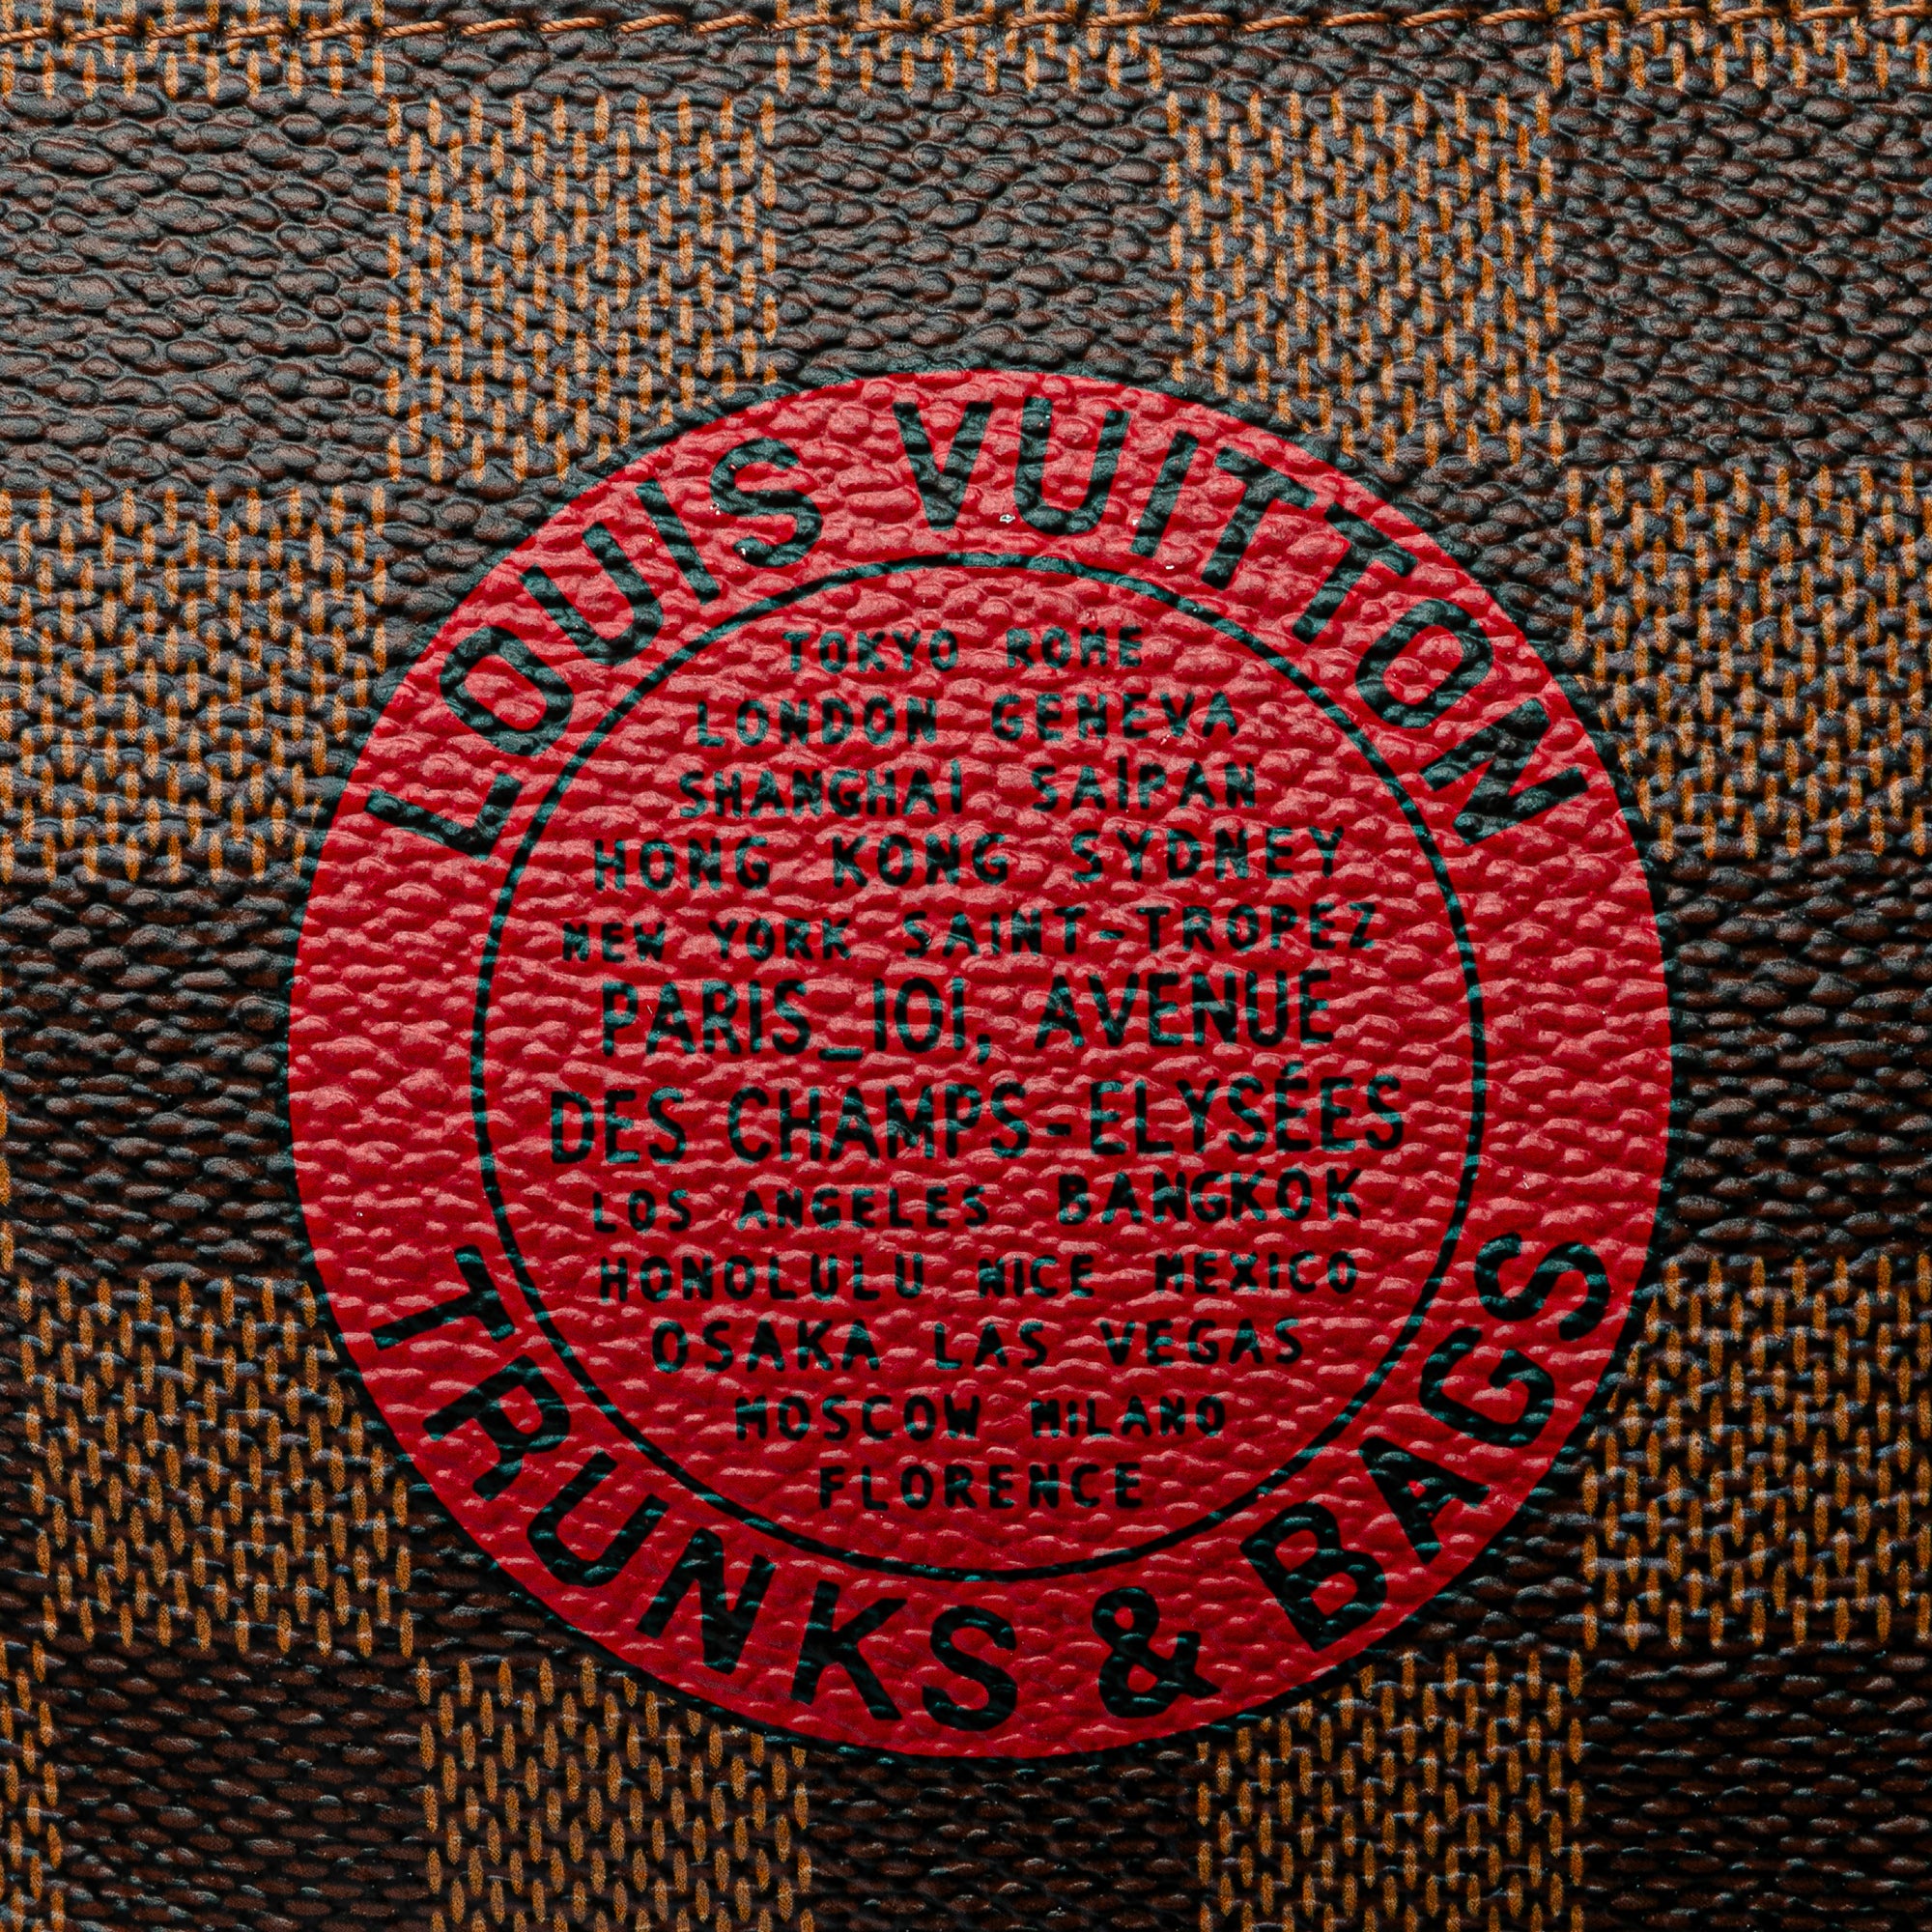 LOUIS VUITTON
TOKYO ROME
LONDON GENEVA
SHANGHAI SAIPAN
HONG KONG SYDNEY
NEW YORK SAINT-TROPEZ
PARIS_101, AVENUE
DES CHAMPS-ELYSÉES
LOS ANGELES BANGKOK
HONOLULU NICE MEXICO
OSAKA LAS VEGAS
MOSCOW MILANO
FLORENCE
TRUNKS & BAGS